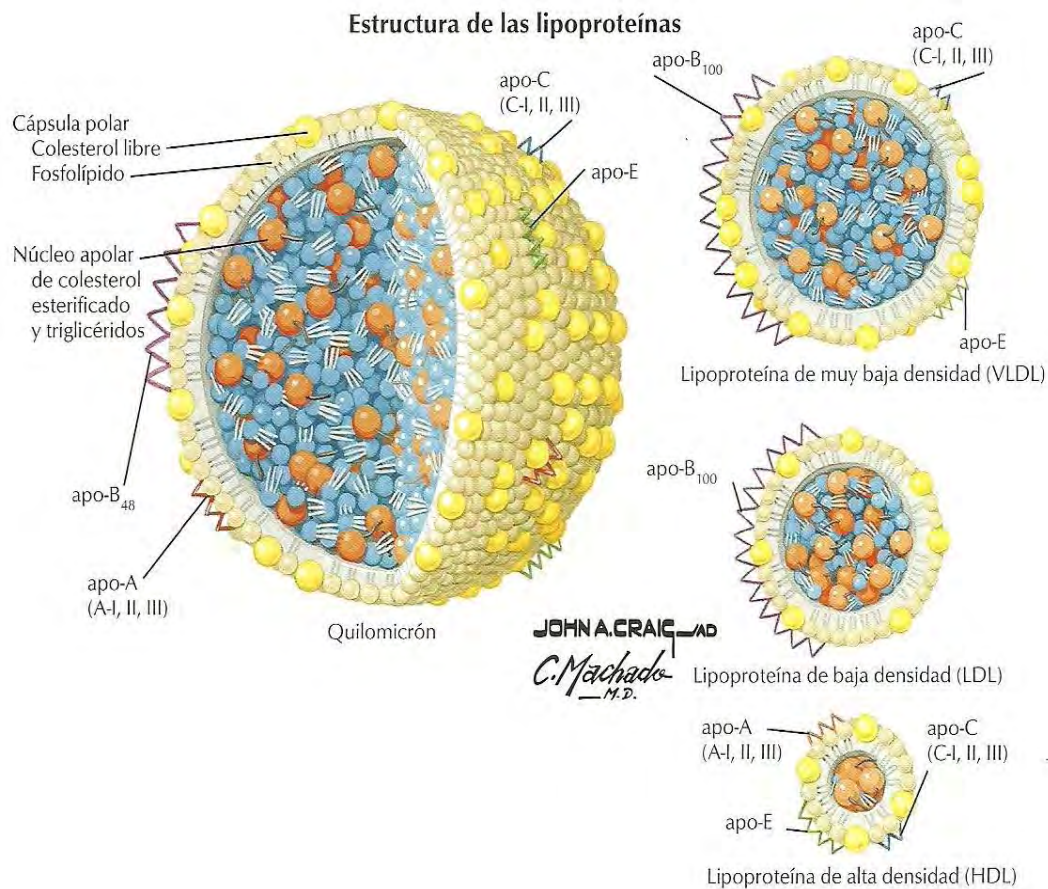 Estructura de las lipoproteínas
Cápsula polar
Colesterol libre
Fosfolípido
Núcleo apolar
de colesterol
esterificado
y triglicéridos
apo-B48
apo-A
(A-I, II, III)
apo-C
(C-I, II, III)
apo-E
Quilomicrón
JOHN A. CRAIG AD
C. Machado
M.D.
apo-B100
apo-C
(C-I, II, III)
apo-E
Lipoproteína de muy baja densidad (VLDL)
apo-B100
Lipoproteína de baja densidad (LDL)
apo-A
(A-I, II, III)
apo-C
(C-I, II, III)
apo-E
Lipoproteína de alta densidad (HDL)